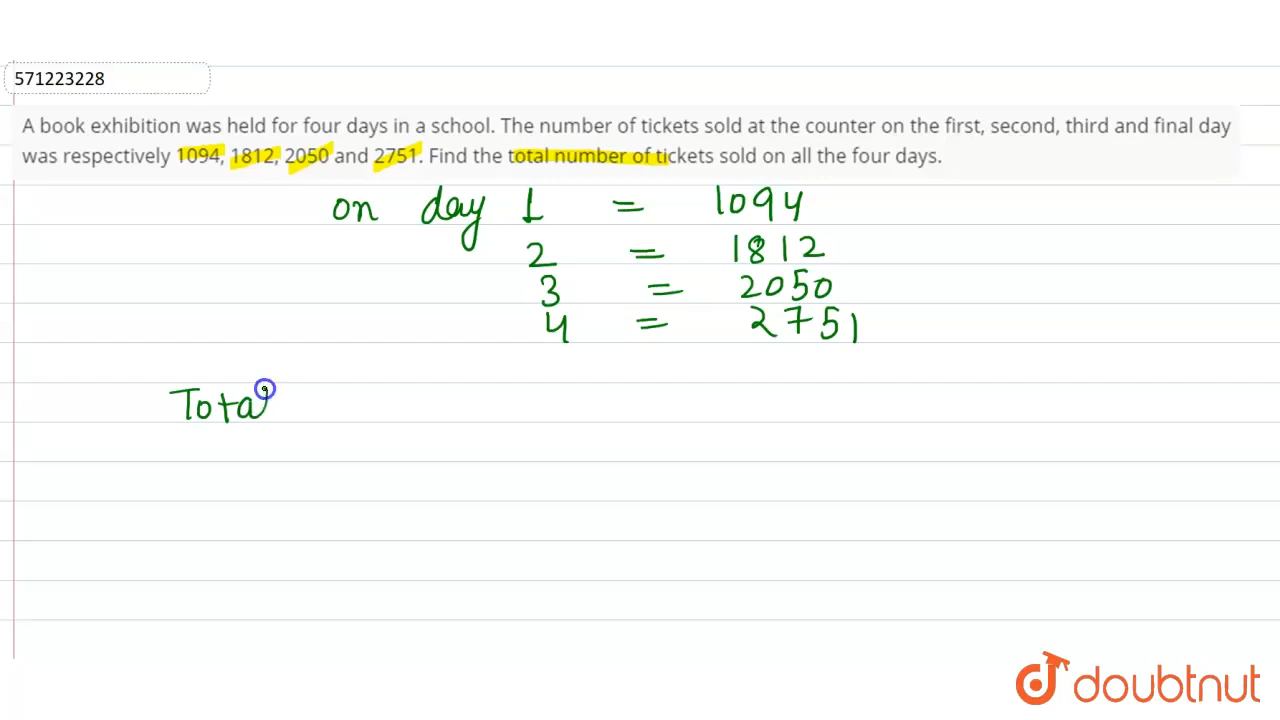 571223228
A book exhibition was held for four days in a school. The number of tickets sold at the counter on the first, second, third and final day
was respectively 1094, 1812, 2050 and 2751. Find the total number of tickets sold on all the four days.
on day 1 = 1094
2 = 1812
3 = 2050
4 = 2751
Total
doubtnut